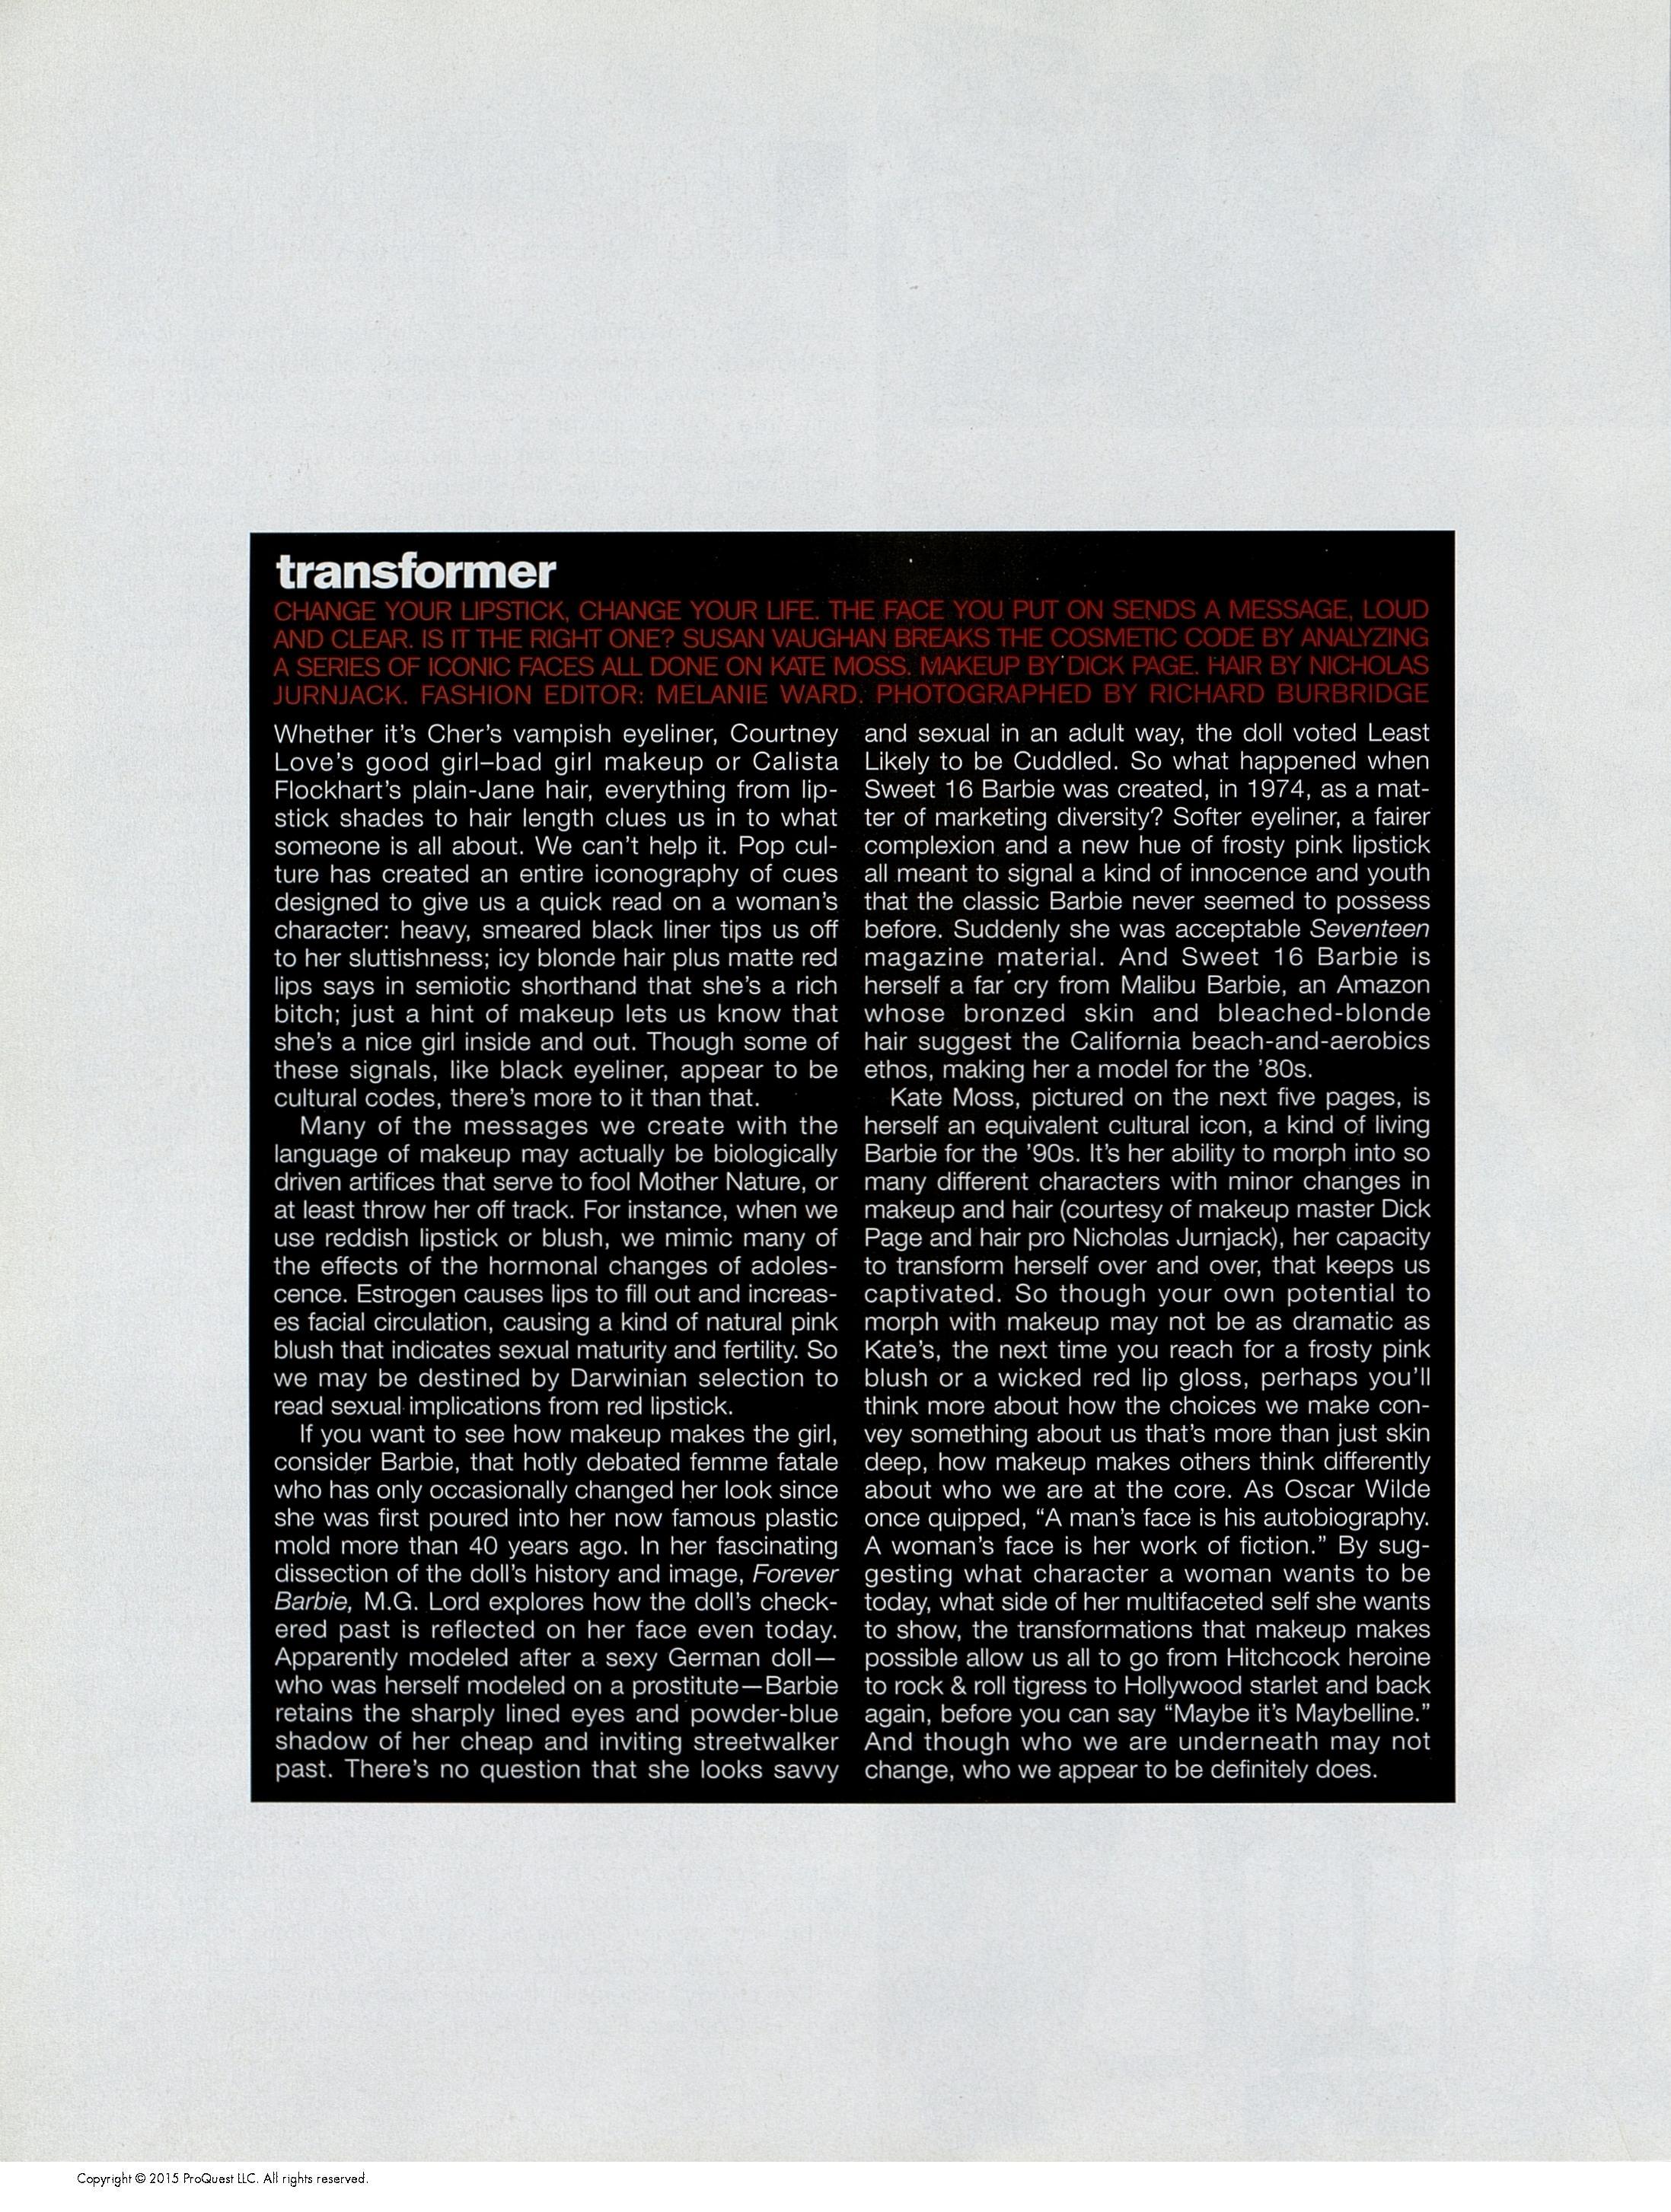 transformer
CHANGE YOUR LIPSTICK, CHANGE YOUR LIFE. THE FACE YOU PUT ON SENDS A MESSAGE, LOUD
AND CLEAR. IS IT THE RIGHT ONE? SUSAN VAUGHAN BREAKS THE COSMETIC CODE BY ANALYZING
A SERIES OF ICONIC FACES ALL DONE ON KATE MOSS. MAKEUP BY DICK PAGE. HAIR BY NICHOLAS
JURNJACK. FASHION EDITOR: MELANIE WARD. PHOTOGRAPHED BY RICHARD BURBRIDGE
Whether it's Cher's vampish eyeliner, Courtney
Love's good girl–bad girl makeup or Calista
Flockhart's plain-Jane hair, everything from lip-
stick shades to hair length clues us in to what
someone is all about. We can't help it. Pop cul-
ture has created an entire iconography of cues
designed to give us a quick read on a woman's
character: heavy, smeared black liner tips us off
to her sluttishness; icy blonde hair plus matte red
lips says in semiotic shorthand that she's a rich
bitch; just a hint of makeup lets us know that
she's a nice girl inside and out. Though some of
these signals, like black eyeliner, appear to be
cultural codes, there's more to it than that.
Many of the messages we create with the
language of makeup may actually be biologically
driven artifices that serve to fool Mother Nature, or
at least throw her off track. For instance, when we
use reddish lipstick or blush, we mimic many of
the effects of the hormonal changes of adoles-
cence. Estrogen causes lips to fill out and increas-
es facial circulation, causing a kind of natural pink
blush that indicates sexual maturity and fertility. So
we may be destined by Darwinian selection to
read sexual implications from red lipstick.
If you want to see how makeup makes the girl,
consider Barbie, that hotly debated femme fatale
who has only occasionally changed her look since
she was first poured into her now famous plastic
mold more than 40 years ago. In her fascinating
dissection of the doll's history and image, Forever
Barbie, M.G. Lord explores how the doll's check-
ered past is reflected on her face even today.
Apparently modeled after a sexy German doll—
who was herself modeled on a prostitute—Barbie
retains the sharply lined eyes and powder-blue
shadow of her cheap and inviting streetwalker
past. There's no question that she looks savvy
and sexual in an adult way, the doll voted Least
Likely to be Cuddled. So what happened when
Sweet 16 Barbie was created, in 1974, as a mat-
ter of marketing diversity? Softer eyeliner, a fairer
complexion and a new hue of frosty pink lipstick
all meant to signal a kind of innocence and youth
that the classic Barbie never seemed to possess
before. Suddenly she was acceptable Seventeen
magazine material. And Sweet 16 Barbie is
herself a far cry from Malibu Barbie, an Amazon
whose bronzed skin and bleached-blonde
hair suggest the California beach-and-aerobics
ethos, making her a model for the '80s.
Kate Moss, pictured on the next five pages, is
herself an equivalent cultural icon, a kind of living
Barbie for the '90s. It's her ability to morph into so
many different characters with minor changes in
makeup and hair (courtesy of makeup master Dick
Page and hair pro Nicholas Jurnjack), her capacity
to transform herself over and over, that keeps us
captivated. So though your own potential to
morph with makeup may not be as dramatic as
Kate's, the next time you reach for a frosty pink
blush or a wicked red lip gloss, perhaps you'll
think more about how the choices we make con-
vey something about us that's more than just skin
deep, how makeup makes others think differently
about who we are at the core. As Oscar Wilde
once quipped, “A man's face is his autobiography.
A woman's face is her work of fiction.” By sug-
gesting what character a woman wants to be
today, what side of her multifaceted self she wants
to show, the transformations that makeup makes
possible allow us all to go from Hitchcock heroine
to rock & roll tigress to Hollywood starlet and back
again, before you can say “Maybe it's Maybelline.”
And though who we are underneath may not
change, who we appear to be definitely does.
Copyright © 2015 ProQuest LLC. All rights reserved.